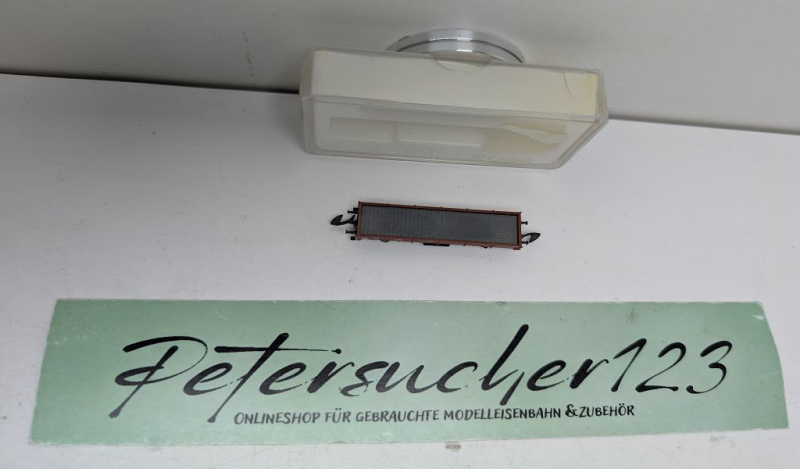 Petersucher123
ONLINESHOP FÜR GEBRAUCHTE MODELLEISENBAHN & ZUBEHÖR